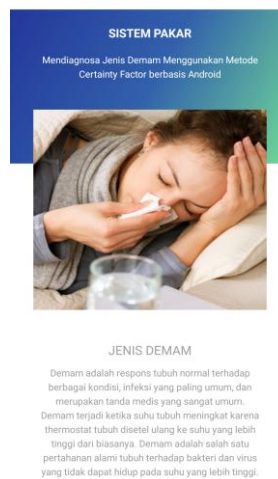 SISTEM PAKAR
Mendiagnosa Jenis Demam Menggunakan Metode
Certainty Factor berbasis Android
JENIS DEMAM
Demam adalah respons tubuh normal terhadap
berbagai kondisi, infeksi yang paling umum, dan
merupakan tanda medis yang sangat umum.
Demam terjadi ketika suhu tubuh meningkat karena
thermostat tubuh disetel ulang ke suhu yang lebih
tinggi dari biasanya. Demam adalah salah satu
pertahanan alami tubuh terhadap bakteri dan virus
yang tidak dapat hidup pada suhu yang lebih tinggi.